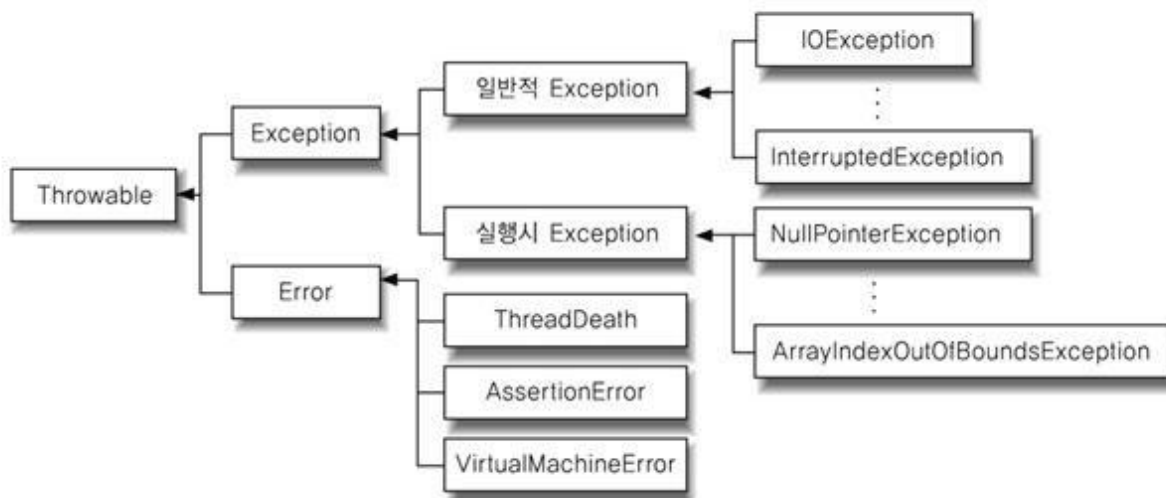 IOException
일반적 Exception
Exception
InterruptedException
Throwable
실행시 Exception
NullPointerException
Error
ThreadDeath
ArrayIndexOutOfBoundsException
AssertionError
VirtualMachineError